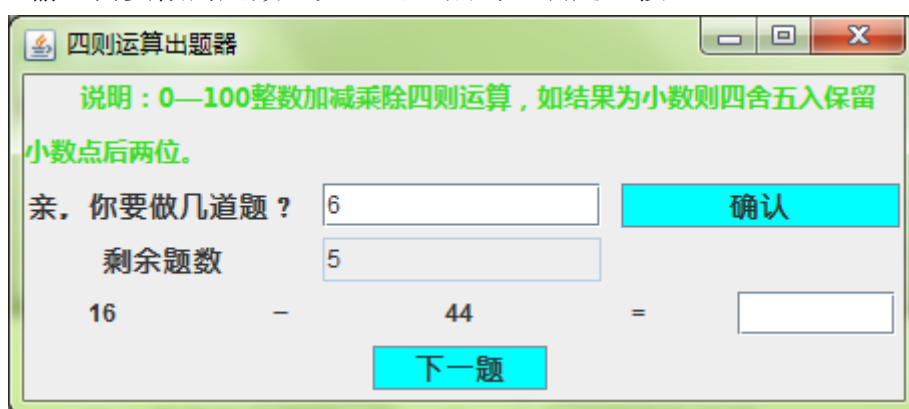 四则运算出题器
说明：0—100整数加减乘除四则运算，如结果为小数则四舍五入保留
小数点后两位。
亲，你要做几道题？ 6 确认
剩余题数 5
16 － 44 =
下一题